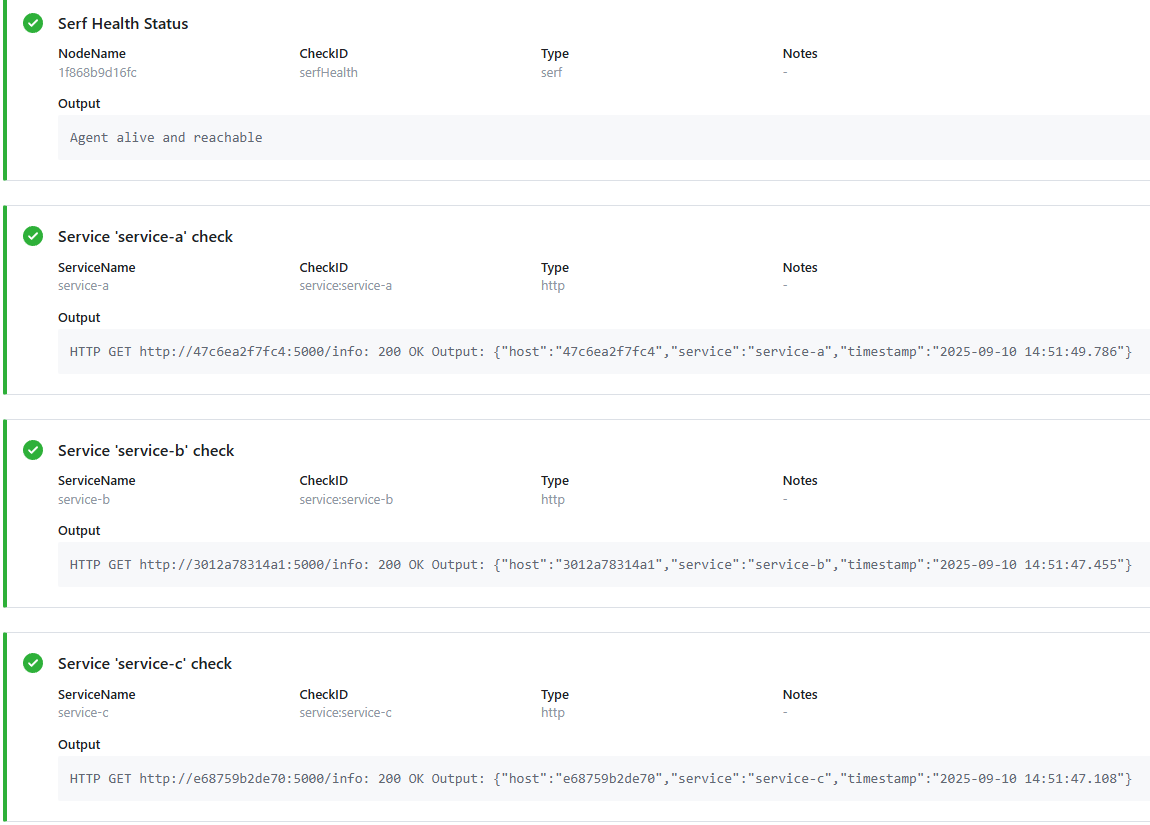 Serf Health Status
NodeName CheckID Type Notes
1f868b9d16fc serfHealth serf -
Output
Agent alive and reachable
Service 'service-a' check
ServiceName CheckID Type Notes
service-a service:service-a http -
Output
HTTP GET http://47c6ea2f7fc4:5000/info: 200 OK Output: {"host":"47c6ea2f7fc4","service":"service-a","timestamp":"2025-09-10 14:51:49.786"}
Service 'service-b' check
ServiceName CheckID Type Notes
service-b service:service-b http -
Output
HTTP GET http://3012a78314a1:5000/info: 200 OK Output: {"host":"3012a78314a1","service":"service-b","timestamp":"2025-09-10 14:51:47.455"}
Service 'service-c' check
ServiceName CheckID Type Notes
service-c service:service-c http -
Output
HTTP GET http://e68759b2de70:5000/info: 200 OK Output: {"host":"e68759b2de70","service":"service-c","timestamp":"2025-09-10 14:51:47.108"}